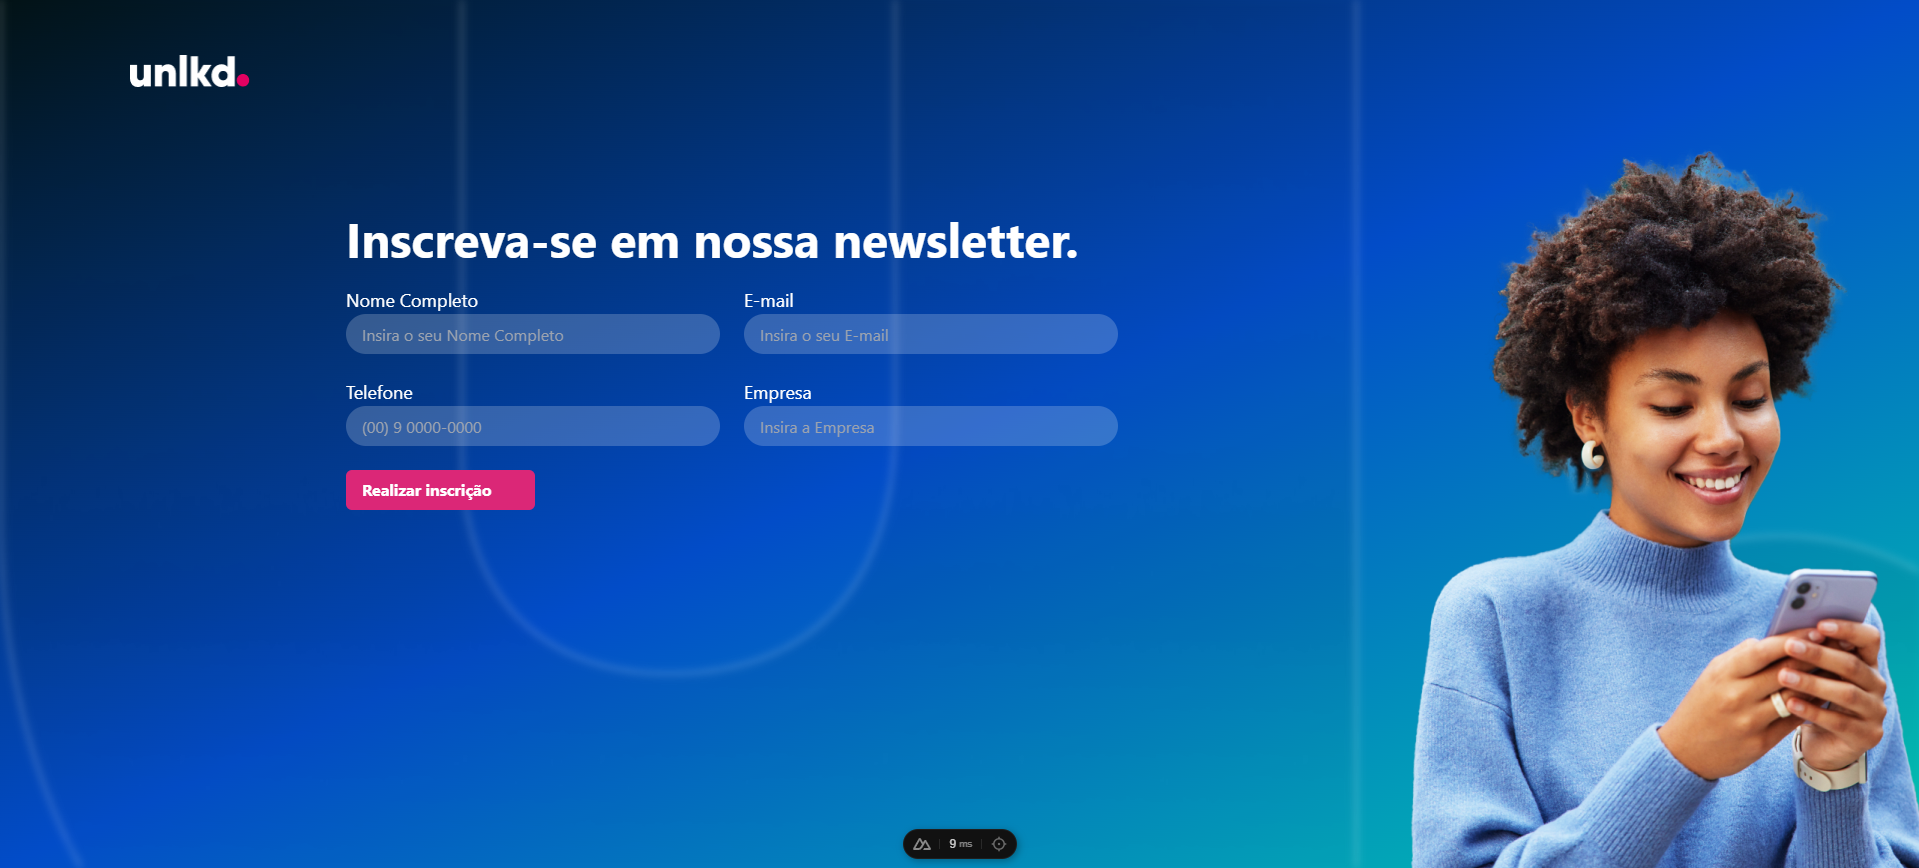 unlkd.
Inscreva-se em nossa newsletter.
Nome Completo
Insira o seu Nome Completo
E-mail
Insira o seu E-mail
Telefone
(00) 9 0000-0000
Empresa
Insira a Empresa
Realizar inscrição
9 ms